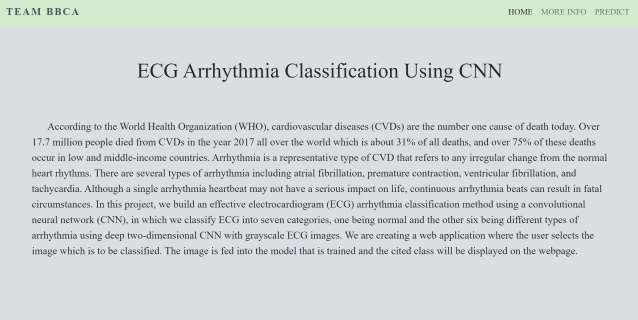 TEAM BBCA
HOME MORE INFO PREDICT
ECG Arrhythmia Classification Using CNN
According to the World Health Organization (WHO), cardiovascular diseases (CVDs) are the number one cause of death today. Over
17.7 million people died from CVDs in the year 2017 all over the world which is about 31% of all deaths, and over 75% of these deaths
occur in low and middle-income countries. Arrhythmia is a representative type of CVD that refers to any irregular change from the normal
heart rhythms. There are several types of arrhythmia including atrial fibrillation, premature contraction, ventricular fibrillation, and
tachycardia. Although a single arrhythmia heartbeat may not have a serious impact on life, continuous arrhythmia beats can result in fatal
circumstances. In this project, we build an effective electrocardiogram (ECG) arrhythmia classification method using a convolutional
neural network (CNN), in which we classify ECG into seven categories, one being normal and the other six being different types of
arrhythmia using deep two-dimensional CNN with grayscale ECG images. We are creating a web application where the user selects the
image which is to be classified. The image is fed into the model that is trained and the cited class will be displayed on the webpage.